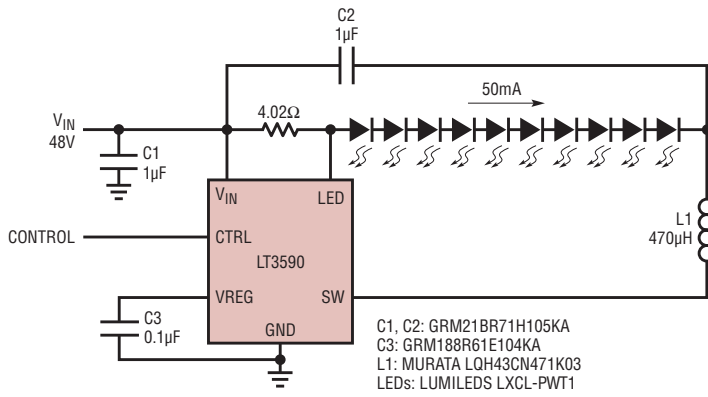 C2
1µF
50mA
4.02Ω
VIN
48V
C1
1µF
VIN
LED
L1
470µH
CONTROL
CTRL
LT3590
VREG
SW
C3
0.1µF
GND
C1, C2: GRM21BR71H105KA
C3: GRM188R61E104KA
L1: MURATA LQH43CN471K03
LEDs: LUMILEDS LXCL-PWT1